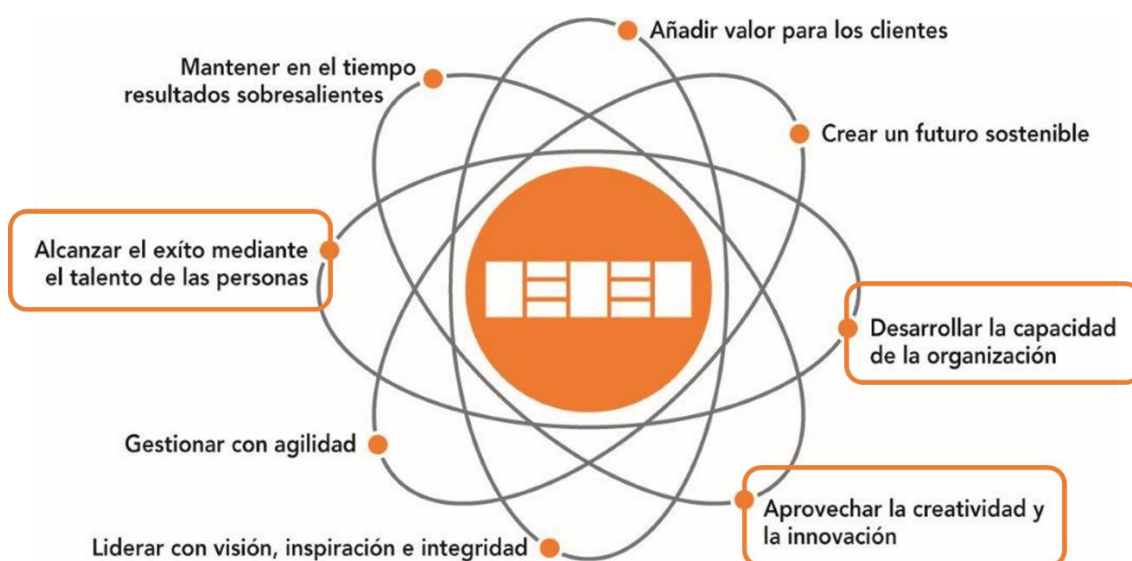 Añadir valor para los clientes
Mantener en el tiempo
resultados sobresalientes
Crear un futuro sostenible
Alcanzar el exíto mediante
el talento de las personas
Desarrollar la capacidad
de la organización
Gestionar con agilidad
Aprovechar la creatividad y
la innovación
Liderar con visión, inspiración e integridad